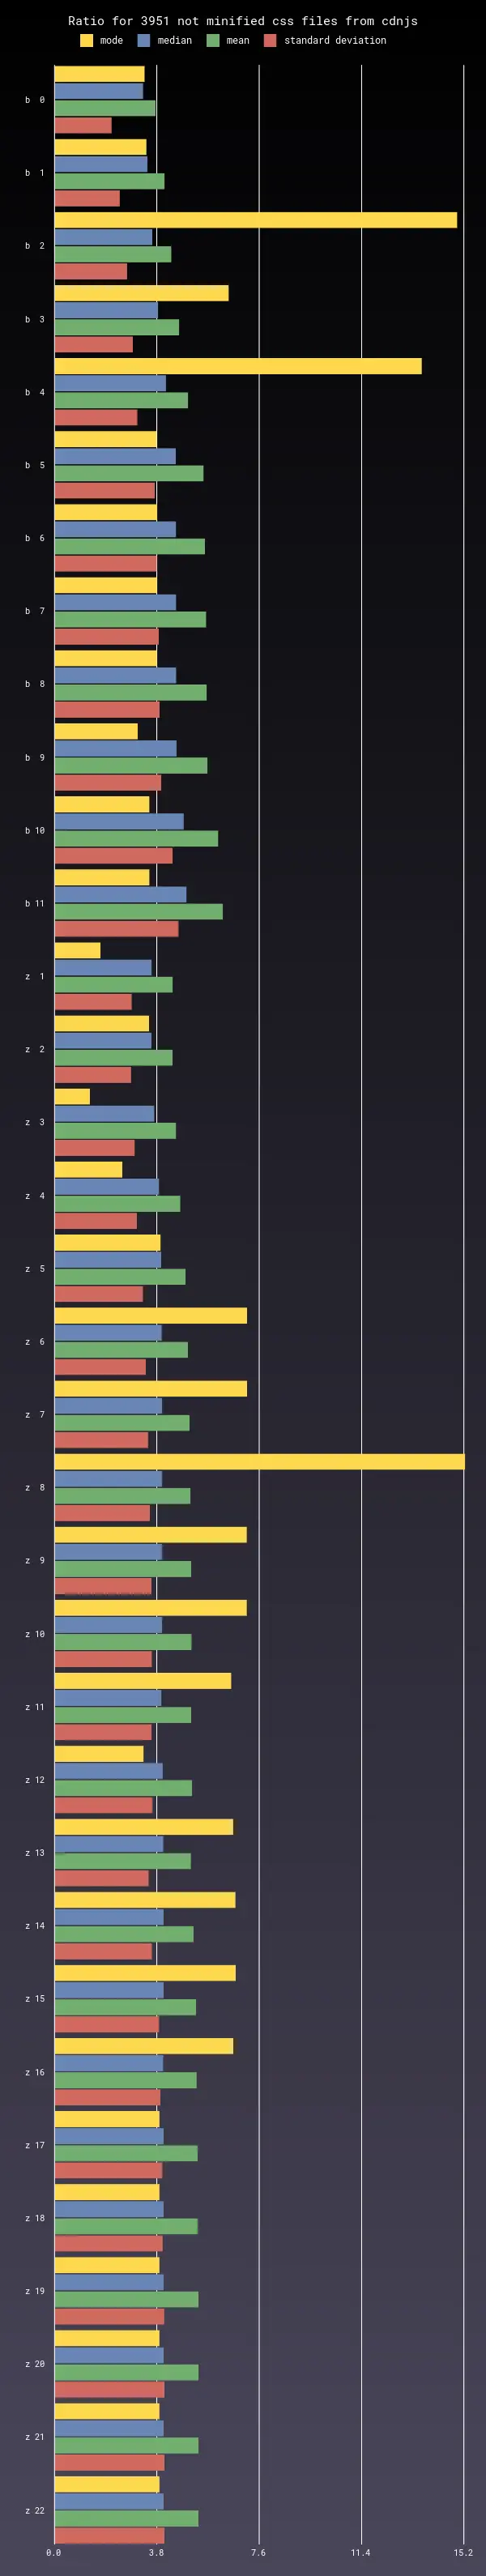 Ratio for 3951 not minified css files from cdnjs
mode median mean standard deviation
b 0
b 1
b 2
b 3
b 4
b 5
b 6
b 7
b 8
b 9
b 10
b 11
z 1
z 2
z 3
z 4
z 5
z 6
z 7
z 8
z 9
z 10
z 11
z 12
z 13
z 14
z 15
z 16
z 17
z 18
z 19
z 20
z 21
z 22
0.0 3.8 7.6 11.4 15.2